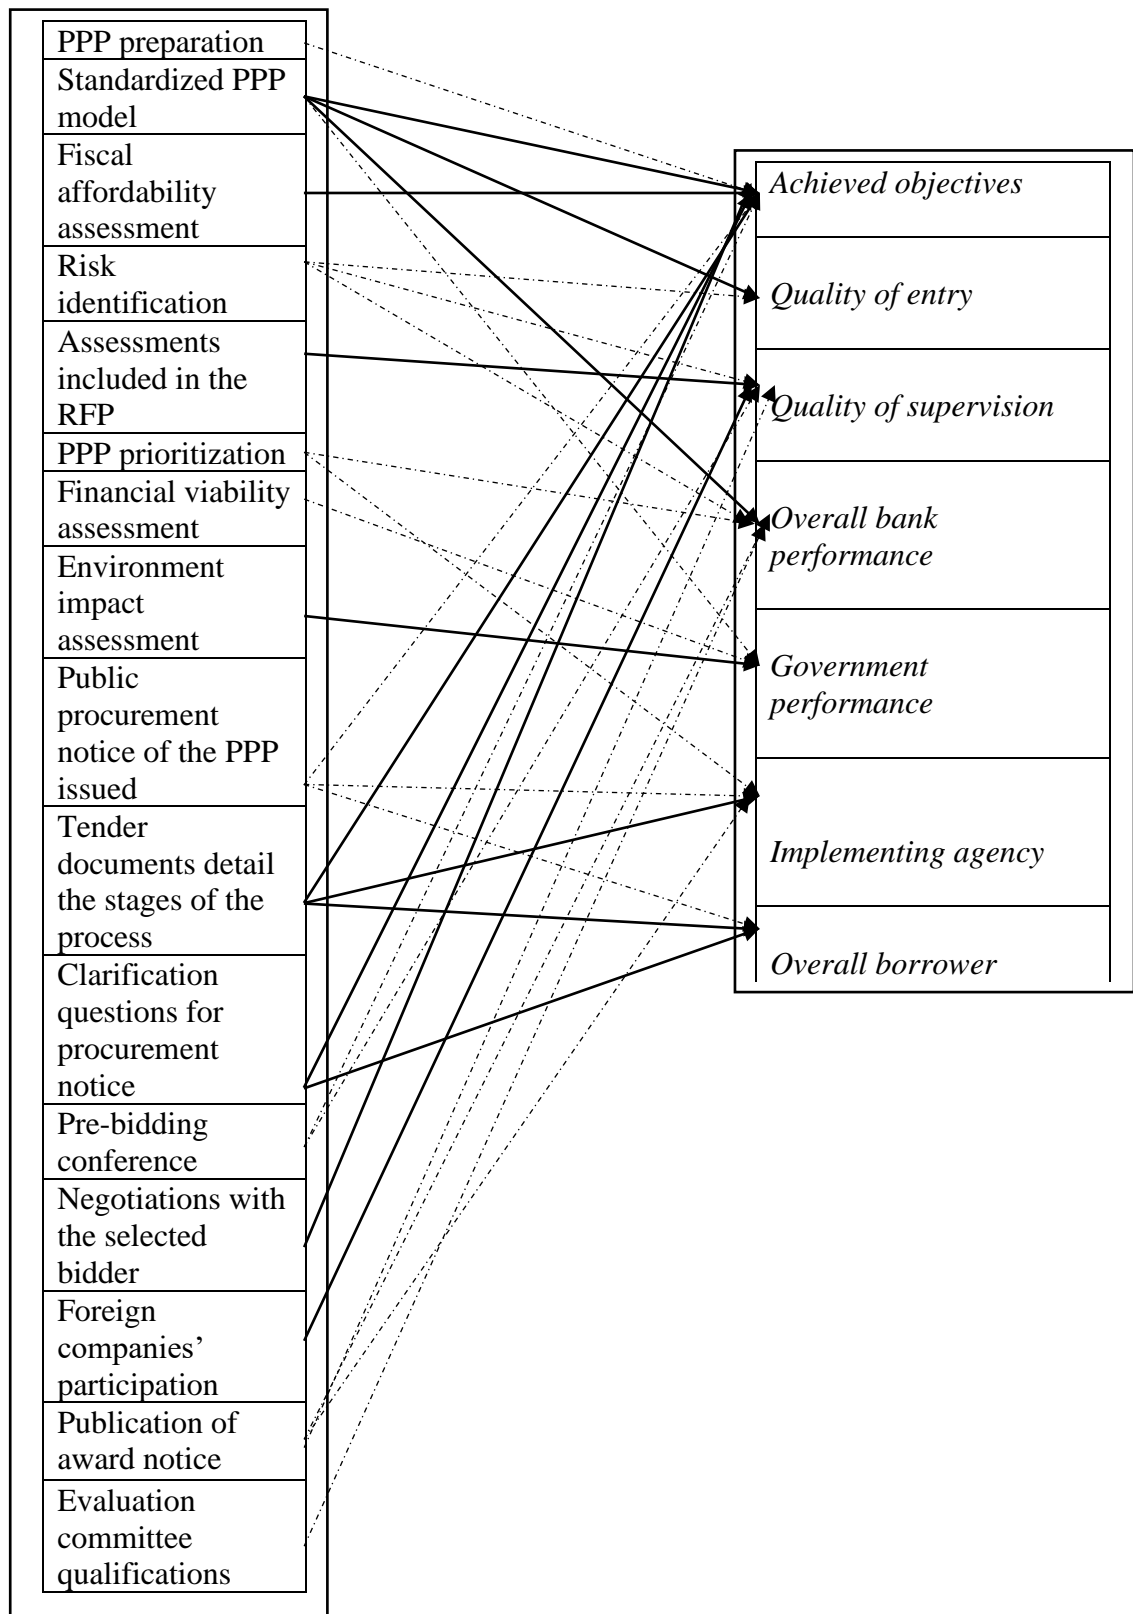 PPP preparation
Standardized PPP
model
Fiscal
affordability
assessment
Risk
identification
Assessments
included in the
RFP
PPP prioritization
Financial viability
assessment
Environment
impact
assessment
Public
procurement
notice of the PPP
issued
Tender
documents detail
the stages of the
process
Clarification
questions for
procurement
notice
Pre-bidding
conference
Negotiations with
the selected
bidder
Foreign
companies’
participation
Publication of
award notice
Evaluation
committee
qualifications
Achieved objectives
Quality of entry
Quality of supervision
Overall bank
performance
Government
performance
Implementing agency
Overall borrower